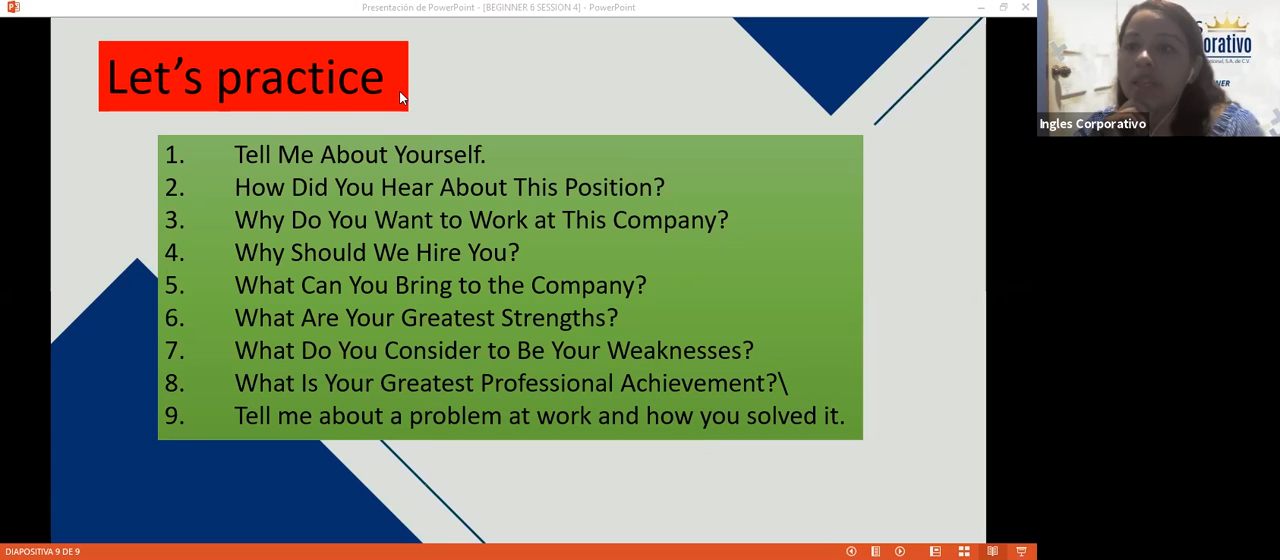 Presentación de PowerPoint - [BEGINNER 6 SESSION 4] - PowerPoint
Let's practice
1. Tell Me About Yourself.
2. How Did You Hear About This Position?
3. Why Do You Want to Work at This Company?
4. Why Should We Hire You?
5. What Can You Bring to the Company?
6. What Are Your Greatest Strengths?
7. What Do You Consider to Be Your Weaknesses?
8. What Is Your Greatest Professional Achievement?\
9. Tell me about a problem at work and how you solved it.
Ingles Corporativo
DIAPOSITIVA 9 DE 9